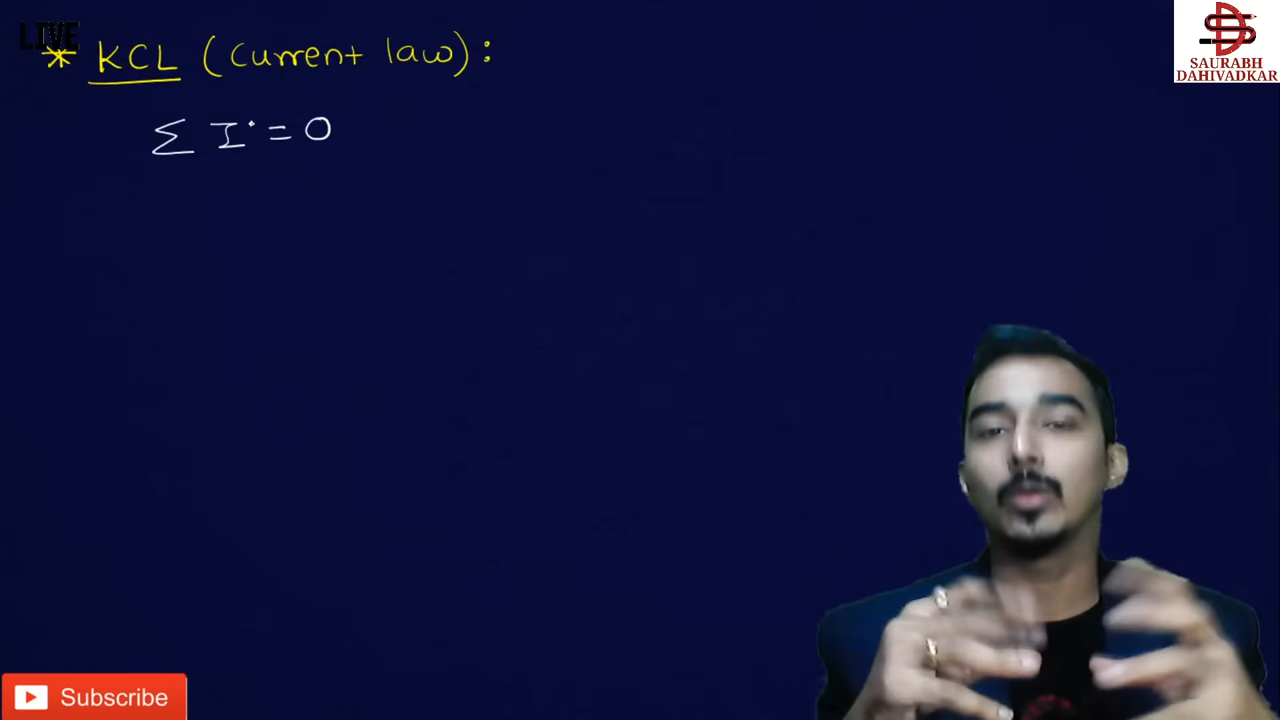 LIVE
* KCL (Current law):
Σ I = 0
SAURABH
DAHIVADKAR
Subscribe